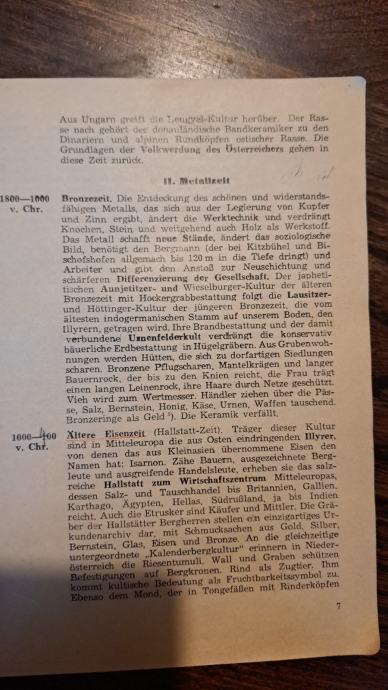 Aus Ungarn greift die Lengyel-Kultur herüber. Der Ras-
se nach gehört der donauländische Bandkeramiker zu den
Dinariern und alpinen Rundköpfen ostischer Rasse. Die
Grundlagen der Volkwerdung des Österreichers gehen in
diese Zeit zurück.
II. Metallzeit
1800—1000
v. Chr.
Bronzezeit. Die Entdeckung des schönen und widerstands-
fähigen Metalls, das sich aus der Legierung von Kupfer
und Zinn ergibt, ändert die Werktechnik und verdrängt
Knochen, Stein und weitgehend auch Holz als Werkstoff.
Das Metall schafft neue Stände, ändert das soziologische
Bild, benötigt den Bergmann (der bei Kitzbühel und Bi-
schofshofen allgemach bis 120 m in die Tiefe dringt) und
Arbeiter und gibt den Anstoß zur Neuschichtung und
schärferen Differenzierung der Gesellschaft. Der japheti-
tischen Aunjetitzer- und Wieselburger-Kultur der älteren
Bronzezeit mit Hockergrabbestattung folgt die Lausitzer-
und Höttinger-Kultur der jüngeren Bronzezeit, die vom
ältesten indogermanischen Stamm auf unserem Boden, den
Illyrern, getragen wird. Ihre Brandbestattung und der damit
verbundene Urnenfelderkult verdrängt die konservativ-
bäuerliche Erdbestattung in Hügelgräbern. Aus Grubenwoh-
nungen werden Hütten, die sich zu dorfartigen Siedlungen
scharen. Bronzene Pflugscharen, Mantelkrägen und langer
Bauernrock, der bis zu den Knien reicht, die Frau trägt
einen langen Leinenrock, ihre Haare durch Netze geschützt.
Vieh wird zum Wertmesser. Händler ziehen über die Päs-
se, Salz, Bernstein, Honig, Käse, Urnen, Waffen tauschend.
Bronzeringe als Geld ²). Die Keramik verfällt.
1000—400
v. Chr.
Ältere Eisenzeit (Hallstatt-Zeit). Träger dieser Kultur
sind in Mitteleuropa die aus Osten eindringenden Illyrer,
von denen das aus Kleinasien übernommene Eisen den
Namen hat: Isarnon. Zähe Bauern, ausgezeichnete Berg-
leute und ausgreifende Handelsleute, erheben sie das salz-
reiche Hallstatt zum Wirtschaftszentrum Mitteleuropas,
dessen Salz- und Tauschhandel bis Britannien, Gallien,
Karthago, Ägypten, Hellas, Südrußland, ja bis Indien
reicht. Auch die Etrusker sind Käufer und Mittler. Die Grä-
ber der Hallstätter Bergherren stellen ein einzigartiges Ur-
kundenarchiv dar, mit Schmucksachen aus Gold, Silber,
Bernstein, Glas, Eisen und Bronze. An die gleichzeitige
untergeordnete „Kalenderbergkultur" erinnern in Nieder-
österreich die Riesentumuli. Wall und Graben schützen
Befestigungen auf Bergkronen. Rind als Zugtier. Ihm
kommt kultische Bedeutung als Fruchtbarkeitssymbol zu.
Ebenso dem Mond, der in Tongefäßen mit Rinderköpfen
7